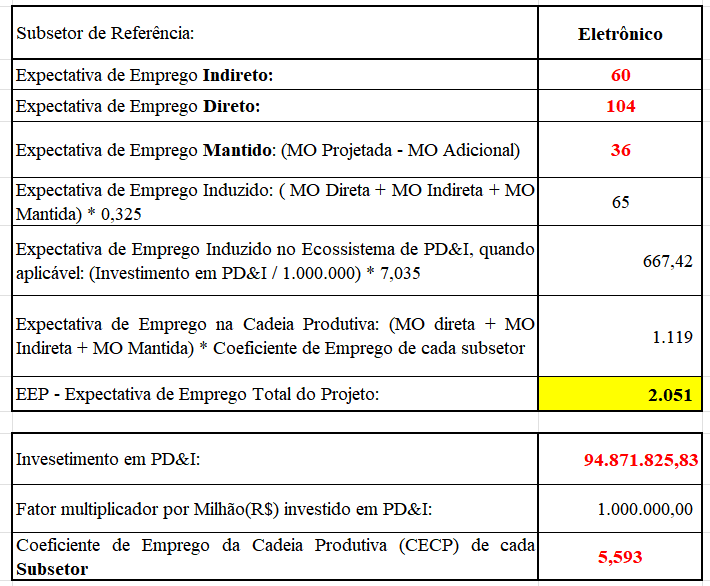 Subsetor de Referência: Eletrônico
Expectativa de Emprego Indireto: 60
Expectativa de Emprego Direto: 104
Expectativa de Emprego Mantido: (MO Projetada - MO Adicional) 36
Expectativa de Emprego Induzido: ( MO Direta + MO Indireta + MO
Mantida) * 0,325
65
Expectativa de Emprego Induzido no Ecossistema de PD&I, quando
aplicável: (Investimento em PD&I / 1.000.000) * 7,035
667,42
Expectativa de Emprego na Cadeia Produtiva: (MO direta + MO
Indireta + MO Mantida) * Coeficiente de Emprego de cada subsetor
1.119
EEP - Expectativa de Emprego Total do Projeto: 2.051
Invesetimento em PD&I: 94.871.825,83
Fator multiplicador por Milhão(R$) investido em PD&I: 1.000.000,00
Coeficiente de Emprego da Cadeia Produtiva (CECP) de cada
Subsetor
5,593